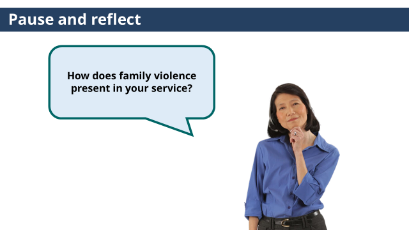 Pause and reflect
How does family violence
present in your service?